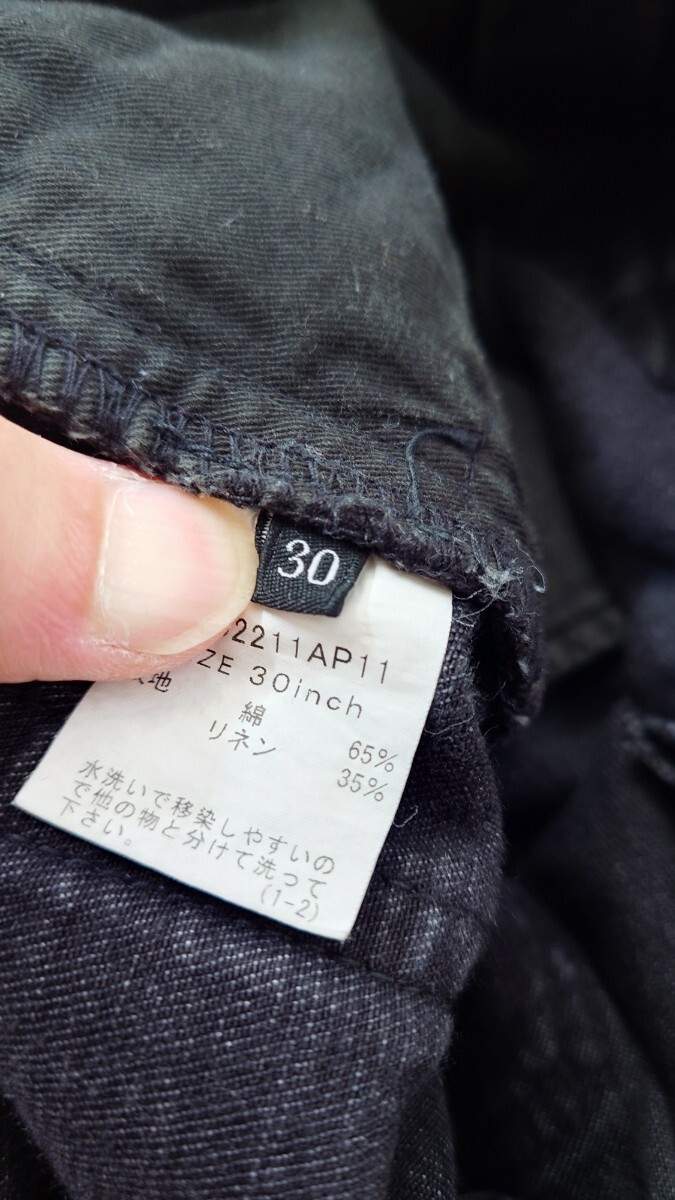 30
2211AP11
ZE 30inch
地
綿 65%
リネン 35%
水洗いで移染しやすいの
で他の物と分けて洗って
下さい。
(1-2)